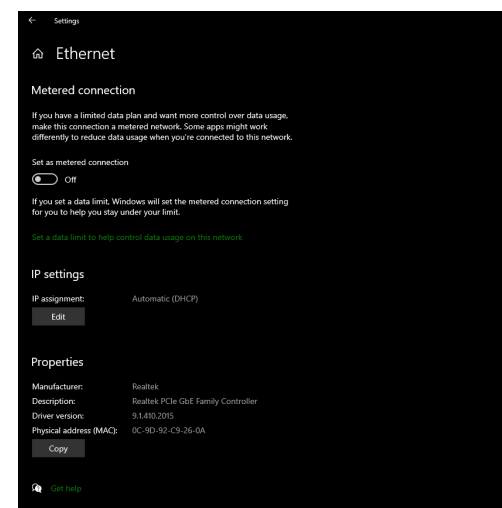 Settings
Ethernet
Metered connection
If you have a limited data plan and want more control over data usage,
make this connection a metered network. Some apps might work
differently to reduce data usage when you're connected to this network.
Set as metered connection
Off
If you set a data limit, Windows will set the metered connection setting
for you to help you stay under your limit.
Set a data limit to help control data usage on this network
IP settings
IP assignment: Automatic (DHCP)
Edit
Properties
Manufacturer: Realtek
Description: Realtek PCIe GbE Family Controller
Driver version: 9.1.410.2015
Physical address (MAC): 0C-9D-92-C9-26-0A
Copy
Get help